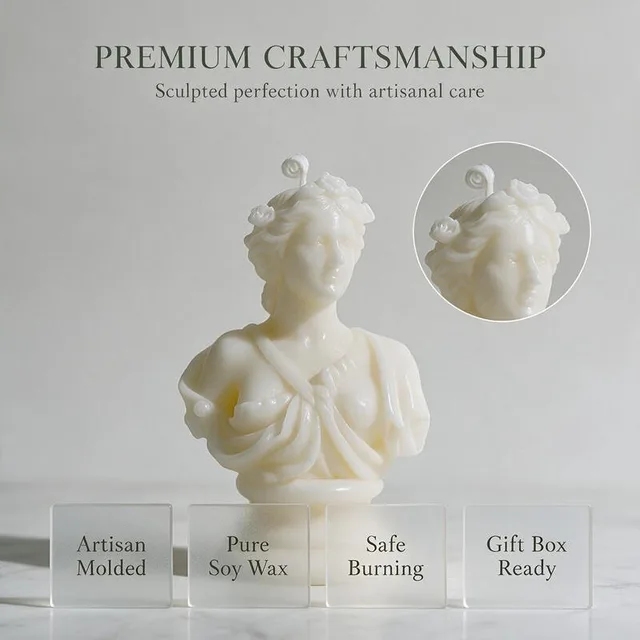 PREMIUM CRAFTSMANSHIP
Sculpted perfection with artisanal care
Artisan
Molded
Pure
Soy Wax
Safe
Burning
Gift Box
Ready